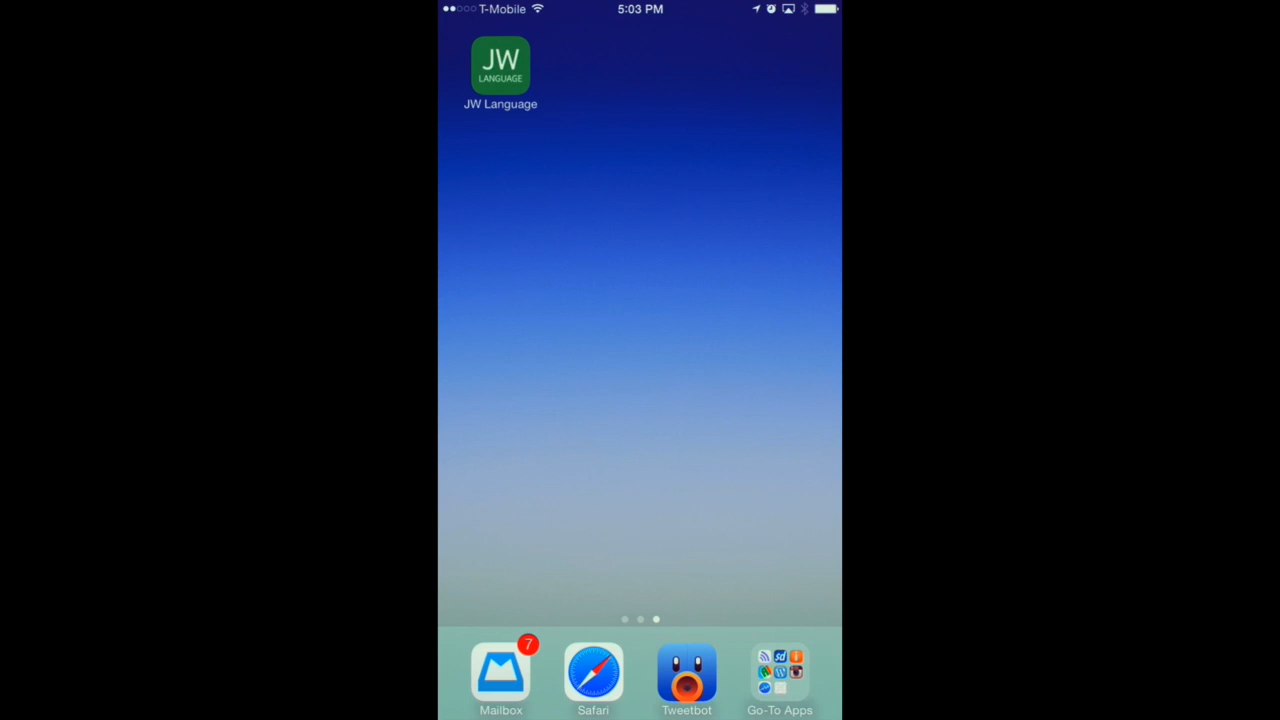 T-Mobile 5:03 PM
JW
LANGUAGE
JW Language
7
Mailbox Safari Tweetbot Go-To Apps